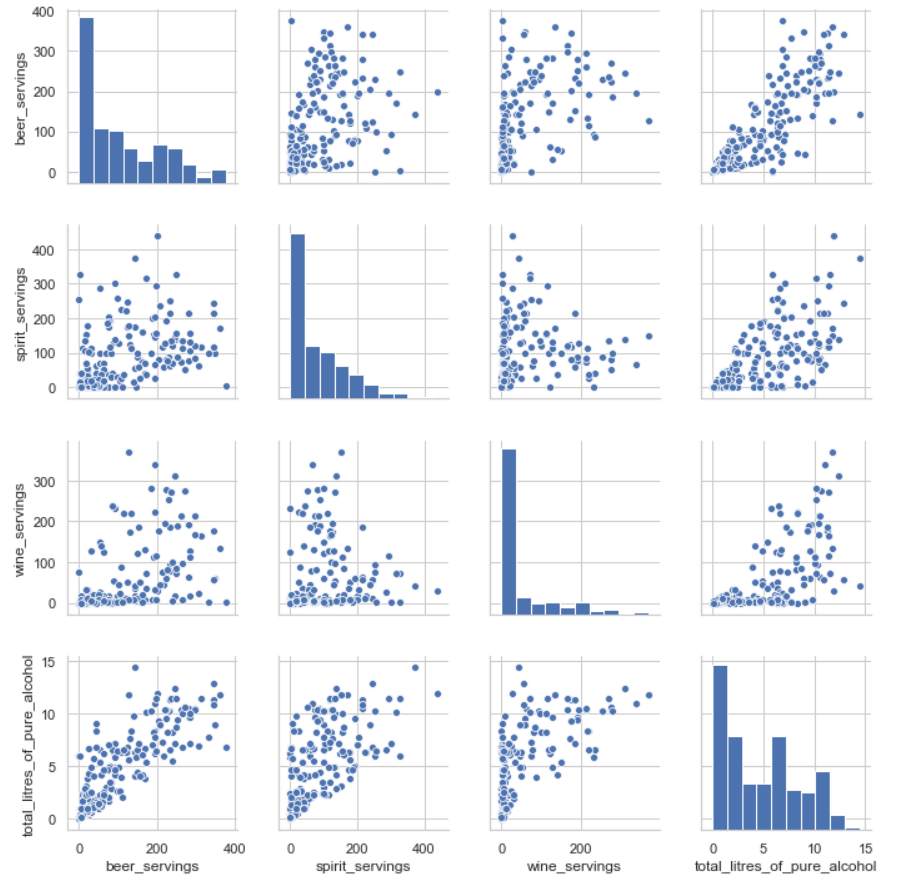 beer_servings
400
300
200
100
0
spirit_servings
400
300
200
100
0
wine_servings
300
200
100
0
total_litres_of_pure_alcohol
15
10
5
0
0 200 400
0 200 400
0 200
0 5 10 15
beer_servings
spirit_servings
wine_servings
total_litres_of_pure_alcohol